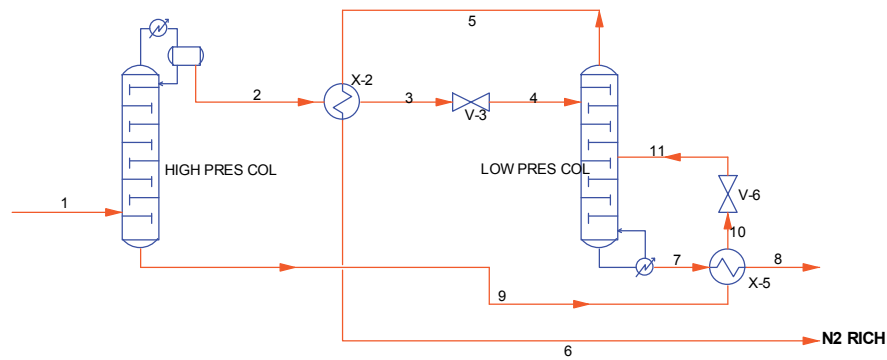 5
X-2
2
3
4
V-3
HIGH PRES COL
LOW PRES COL
11
V-6
1
10
7
8
X-5
9
6
N2 RICH